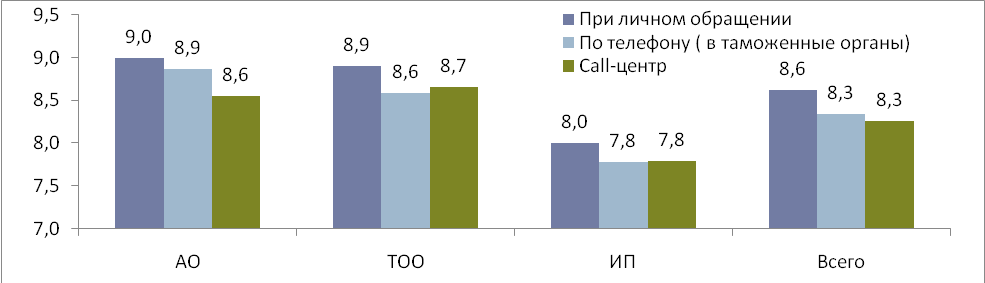 9,5
9,0
8,5
8,0
7,5
7,0
При личном обращении
По телефону ( в таможенные органы)
Call-центр
9,0 8,9 8,6
8,9 8,6 8,7
8,0 7,8 7,8
8,6 8,3 8,3
АО ТОО ИП Всего